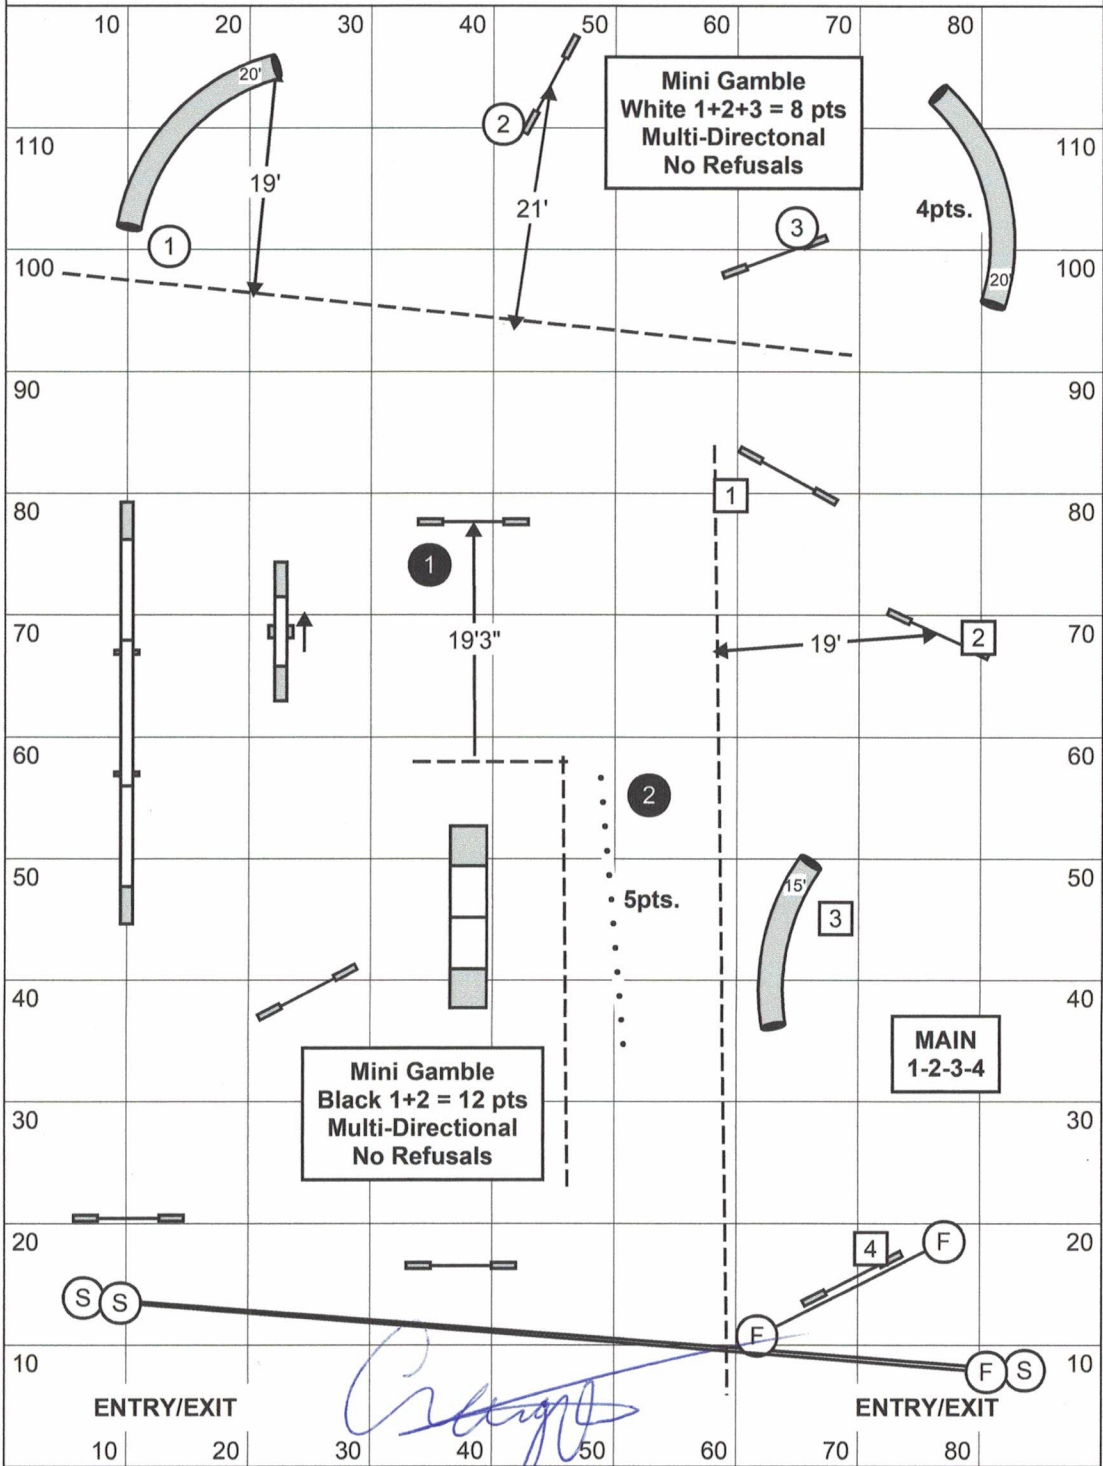 10 20 30 40 50 60 70 80
20'
2
Mini Gamble
White 1+2+3 = 8 pts
Multi-Directonal
No Refusals
110 110
19'
21'
4pts.
1
3
100 100
20'
90 90
80 1 80
1
70 19'3" 19' 2 70
60 60
2
50 15' 50
5pts.
3
40 40
MAIN
1-2-3-4
Mini Gamble
Black 1+2 = 12 pts
Multi-Directional
No Refusals
30 30
20 4 F 20
S S
F
10 F S 10
ENTRY/EXIT ENTRY/EXIT
10 20 30 40 50 60 70 80